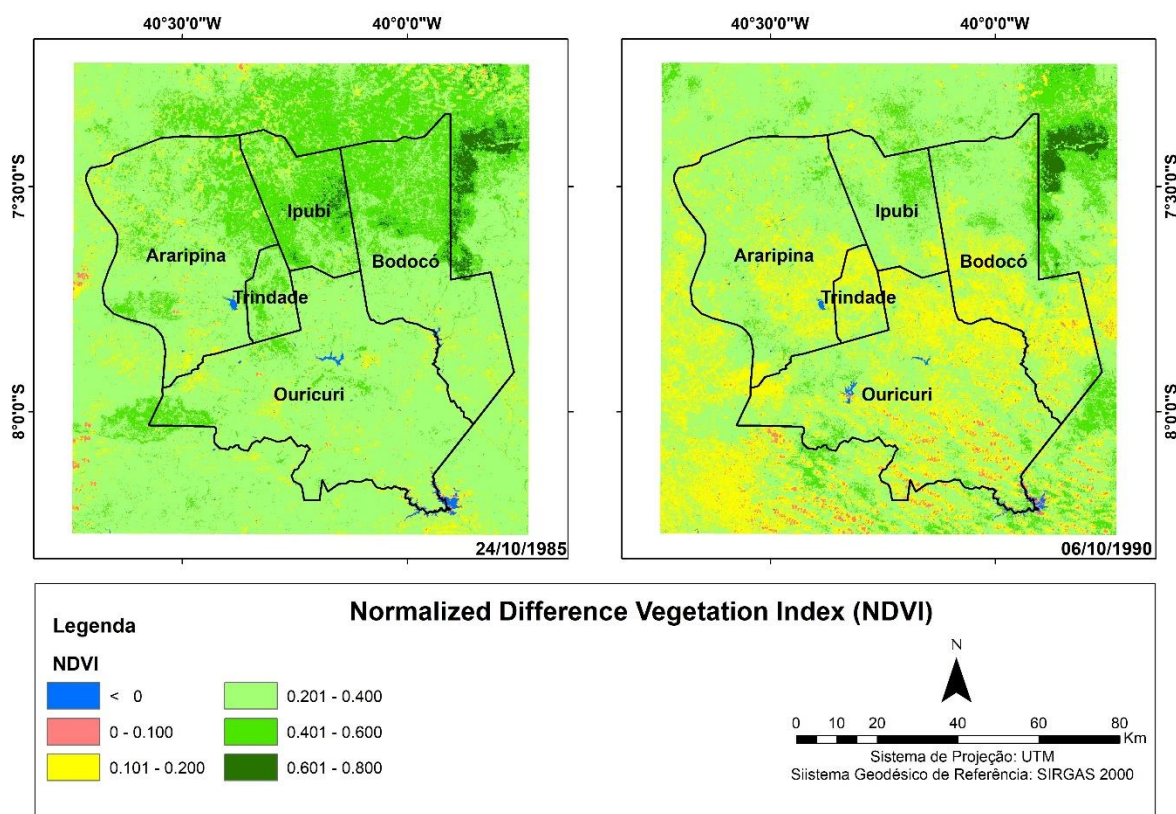 40°30'0"W 40°0'0"W
40°30'0"W 40°0'0"W
7°30'0"S
8°0'0"S
Ipubi
Araripina
Bodocó
Trindade
Ouricuri
24/10/1985
Ipubi
Araripina
Bodocó
Trindade
Ouricuri
06/10/1990
7°30'0"S
8°0'0"S
Normalized Difference Vegetation Index (NDVI)
Legenda
NDVI
< 0
0 - 0.100
0.101 - 0.200
0.201 - 0.400
0.401 - 0.600
0.601 - 0.800
N
0 10 20 40 60 80
Km
Sistema de Projeção: UTM
Siistema Geodésico de Referência: SIRGAS 2000